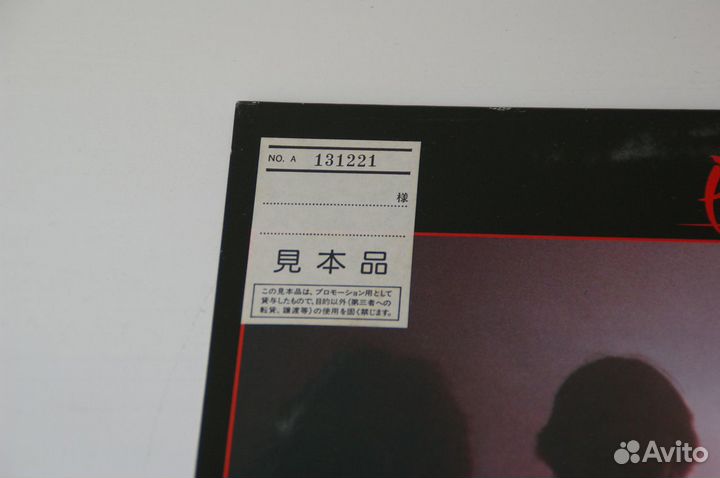 NO. A 131221
様
見本品
この見本品は、プロモーション用として
貸与したもので、目的以外(第三者への
転貸、譲渡等)の使用を固く禁じます。
Avito